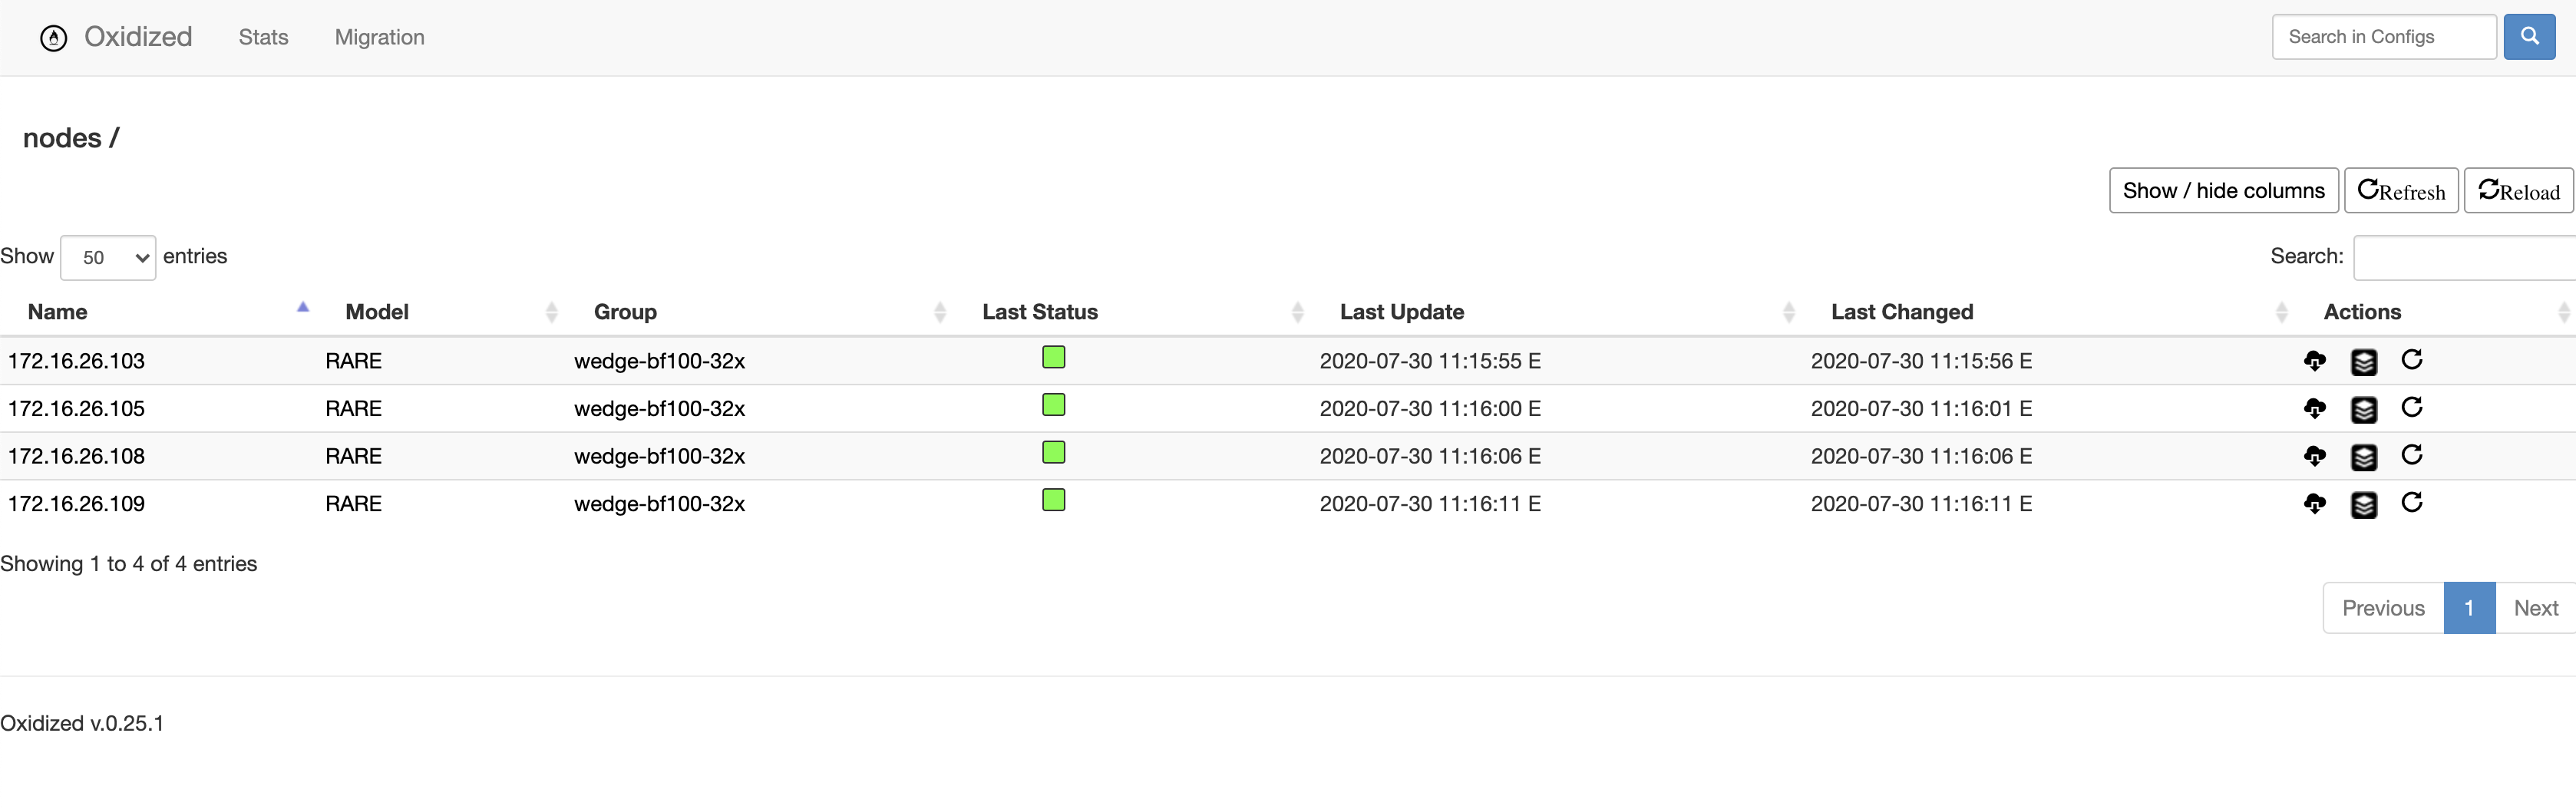 Oxidized Stats Migration Search in Configs
nodes /
Show / hide columns Refresh Reload
Show 50 entries Search:
Name Model Group Last Status Last Update Last Changed Actions
172.16.26.103 RARE wedge-bf100-32x 2020-07-30 11:15:55 E 2020-07-30 11:15:56 E
172.16.26.105 RARE wedge-bf100-32x 2020-07-30 11:16:00 E 2020-07-30 11:16:01 E
172.16.26.108 RARE wedge-bf100-32x 2020-07-30 11:16:06 E 2020-07-30 11:16:06 E
172.16.26.109 RARE wedge-bf100-32x 2020-07-30 11:16:11 E 2020-07-30 11:16:11 E
Showing 1 to 4 of 4 entries
Previous 1 Next
Oxidized v.0.25.1